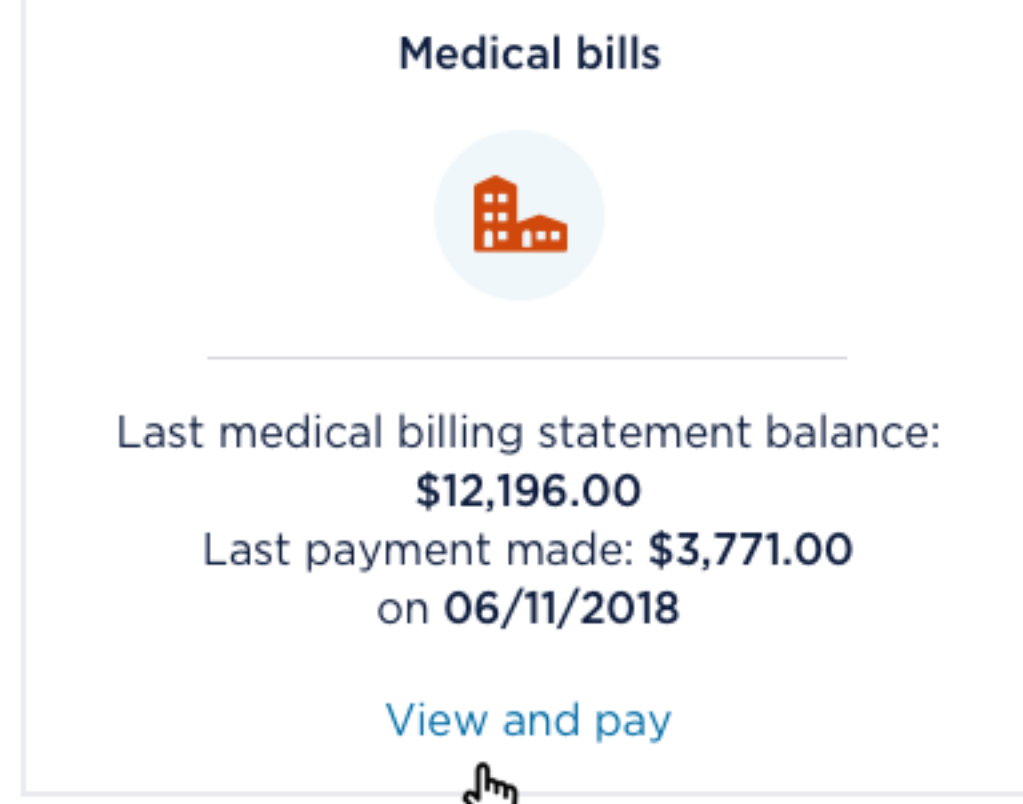 Medical bills
Last medical billing statement balance:
$12,196.00
Last payment made: $3,771.00
on 06/11/2018
View and pay